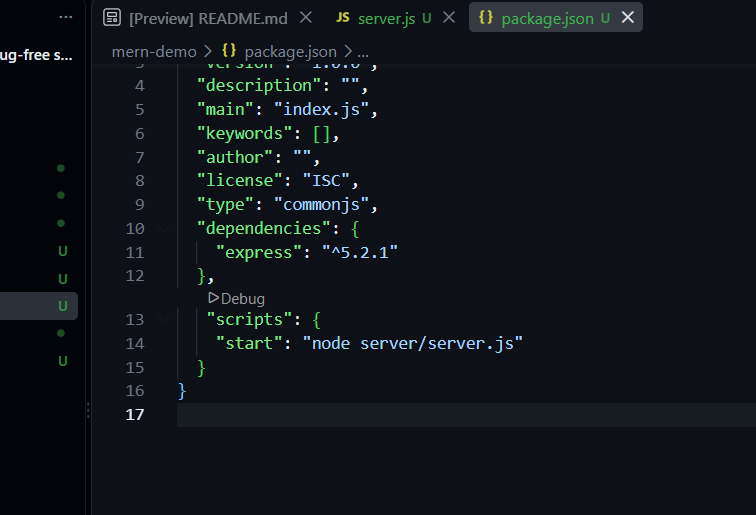 ...
[Preview] README.md
JS server.js U
{} package.json U
ug-free s...
mern-demo > {} package.json > ...
3 "version": "1.0.0",
4 "description": "",
5 "main": "index.js",
6 "keywords": [],
7 "author": "",
8 "license": "ISC",
9 "type": "commonjs",
10 "dependencies": {
11 "express": "^5.2.1"
12 },
Debug
13 "scripts": {
14 "start": "node server/server.js"
15 }
16 }
17
U
U
U
U